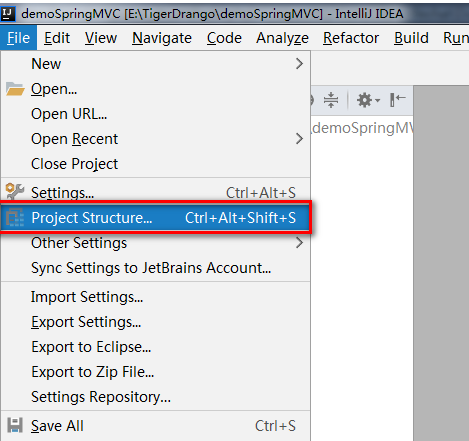 demoSpringMVC [E:\TigerDrango\demoSpringMVC] - IntelliJ IDEA
File Edit View Navigate Code Analyze Refactor Build Run
New
Open...
Open URL...
Open Recent
Close Project
Settings... Ctrl+Alt+S
Project Structure... Ctrl+Alt+Shift+S
Other Settings
Sync Settings to JetBrains Account...
Import Settings...
Export Settings...
Export to Eclipse...
Export to Zip File...
Settings Repository...
Save All Ctrl+S
\demoSpringMV